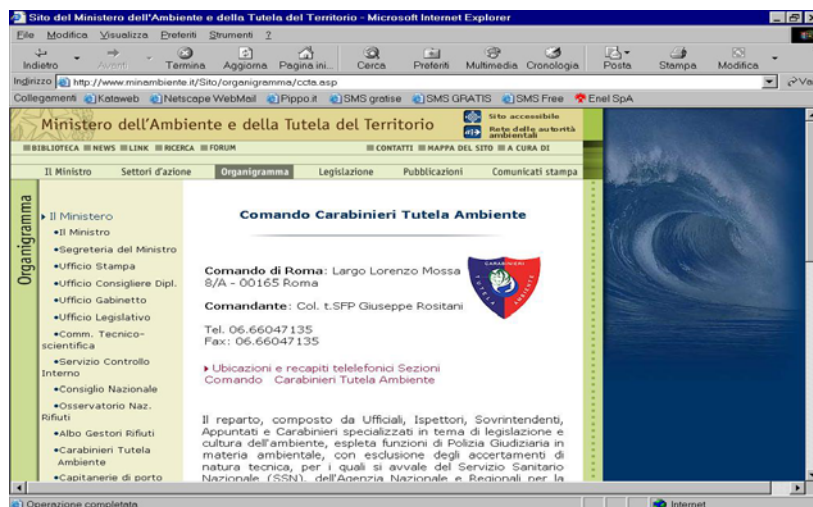 Sito del Ministero dell'Ambiente e della Tutela del Territorio - Microsoft Internet Explorer
File Modifica Visualizza Preferiti Strumenti ?
Indietro Avanti Termina Aggiorna Pagina ini... Cerca Preferiti Multimedia Cronologia Posta Stampa Modifica
Indirizzo http://www.minambiente.it/Sito/organigramma/ccta.asp Va
Collegamenti Kataweb Netscape WebMail Pippo.it SMS gratise SMS GRATIS SMS Free Enel SpA
Ministero dell'Ambiente e della Tutela del Territorio
Sito accessibile
Rete delle autorità
ambientali
BIBLIOTECA NEWS LINK RICERCA FORUM CONTATTI MAPPA DEL SITO A CURA DI
Il Ministro Settori d'azione Organigramma Legislazione Pubblicazioni Comunicati stampa
Organigramma
Il Ministero
•Il Ministro
•Segreteria del Ministro
•Ufficio Stampa
•Ufficio Consigliere Dipl.
•Ufficio Gabinetto
•Ufficio Legislativo
•Comm. Tecnico-
scientifica
•Servizio Controllo
Interno
•Consiglio Nazionale
•Osservatorio Naz.
Rifiuti
•Albo Gestori Rifiuti
•Carabinieri Tutela
Ambiente
•Capitanerie di porto
Comando Carabinieri Tutela Ambiente
Comando di Roma: Largo Lorenzo Mossa
8/A - 00165 Roma
CARABINIERI
TUTELA
AMBIENTE
Comandante: Col. t.SFP Giuseppe Rositani
Tel. 06.66047135
Fax: 06.66047135
Ubicazioni e recapiti telelefonici Sezioni
Comando Carabinieri Tutela Ambiente
Il reparto, composto da Ufficiali, Ispettori, Sovrintendenti,
Appuntati e Carabinieri specializzati in tema di legislazione e
cultura dell'ambiente, espleta funzioni di Polizia Giudiziaria in
materia ambientale, con esclusione degli accertamenti di
natura tecnica, per i quali si avvale del Servizio Sanitario
Nazionale (SSN), dell'Agenzia Nazionale e Regionali per la
Operazione completata Internet